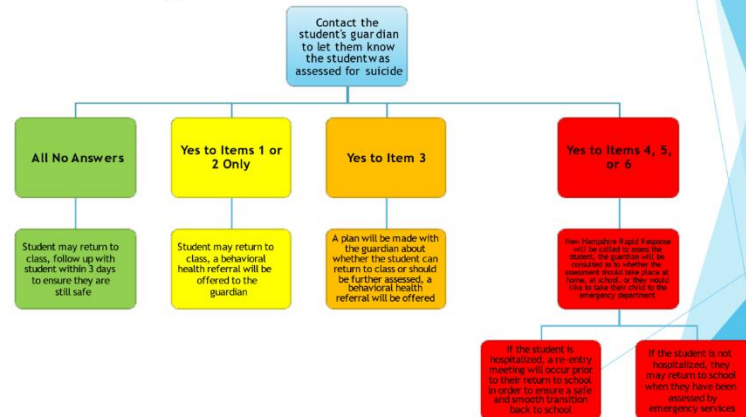 Contact the
student's guardian
to let them know
the student was
assessed for suicide
All No Answers
Yes to Items 1 or
2 Only
Yes to Item 3
Yes to Items 4, 5,
or 6
Student may return to
class, follow up with
student within 3 days
to ensure they are
still safe
Student may return to
class, a behavioral
health referral will be
offered to the
guardian
A plan will be made with
the guardian about
whether the student can
return to class or should
be further assessed, a
behavioral health
referral will be offered
New Hampshire Rapid Response
will be called to assess the
student, the guardian will be
consulted as to whether the
assessment should take place at
home, at school, or they would
like to take their child to the
emergency department
If the student is
hospitalized, a re-entry
meeting will occur prior
to their return to school
in order to ensure a safe
and smooth transition
back to school
If the student is not
hospitalized, they
may return to school
when they have been
assessed by
emergency services